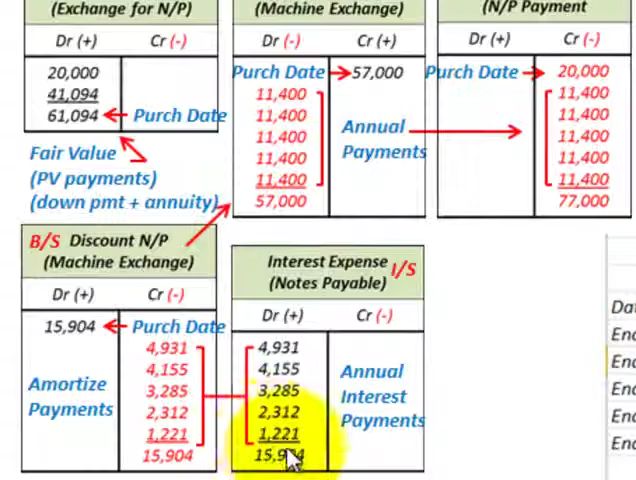 (Exchange for N/P)
Dr (+) Cr (-)
20,000
41,094
61,094 Purch Date
Fair Value
(PV payments)
(down pmt + annuity)
(Machine Exchange)
Dr (-) Cr (+)
Purch Date 57,000
11,400
11,400
11,400
11,400
11,400
57,000
Annual
Payments
(N/P Payment
Dr (+) Cr (-)
Purch Date 20,000
11,400
11,400
11,400
11,400
11,400
77,000
B/S Discount N/P
(Machine Exchange)
Dr (+) Cr (-)
15,904 Purch Date
Amortize
Payments
4,931
4,155
3,285
2,312
1,221
15,904
Interest Expense I/S
(Notes Payable)
Dr (+) Cr (-)
4,931
4,155
3,285
2,312
1,221
Annual
Interest
Payments